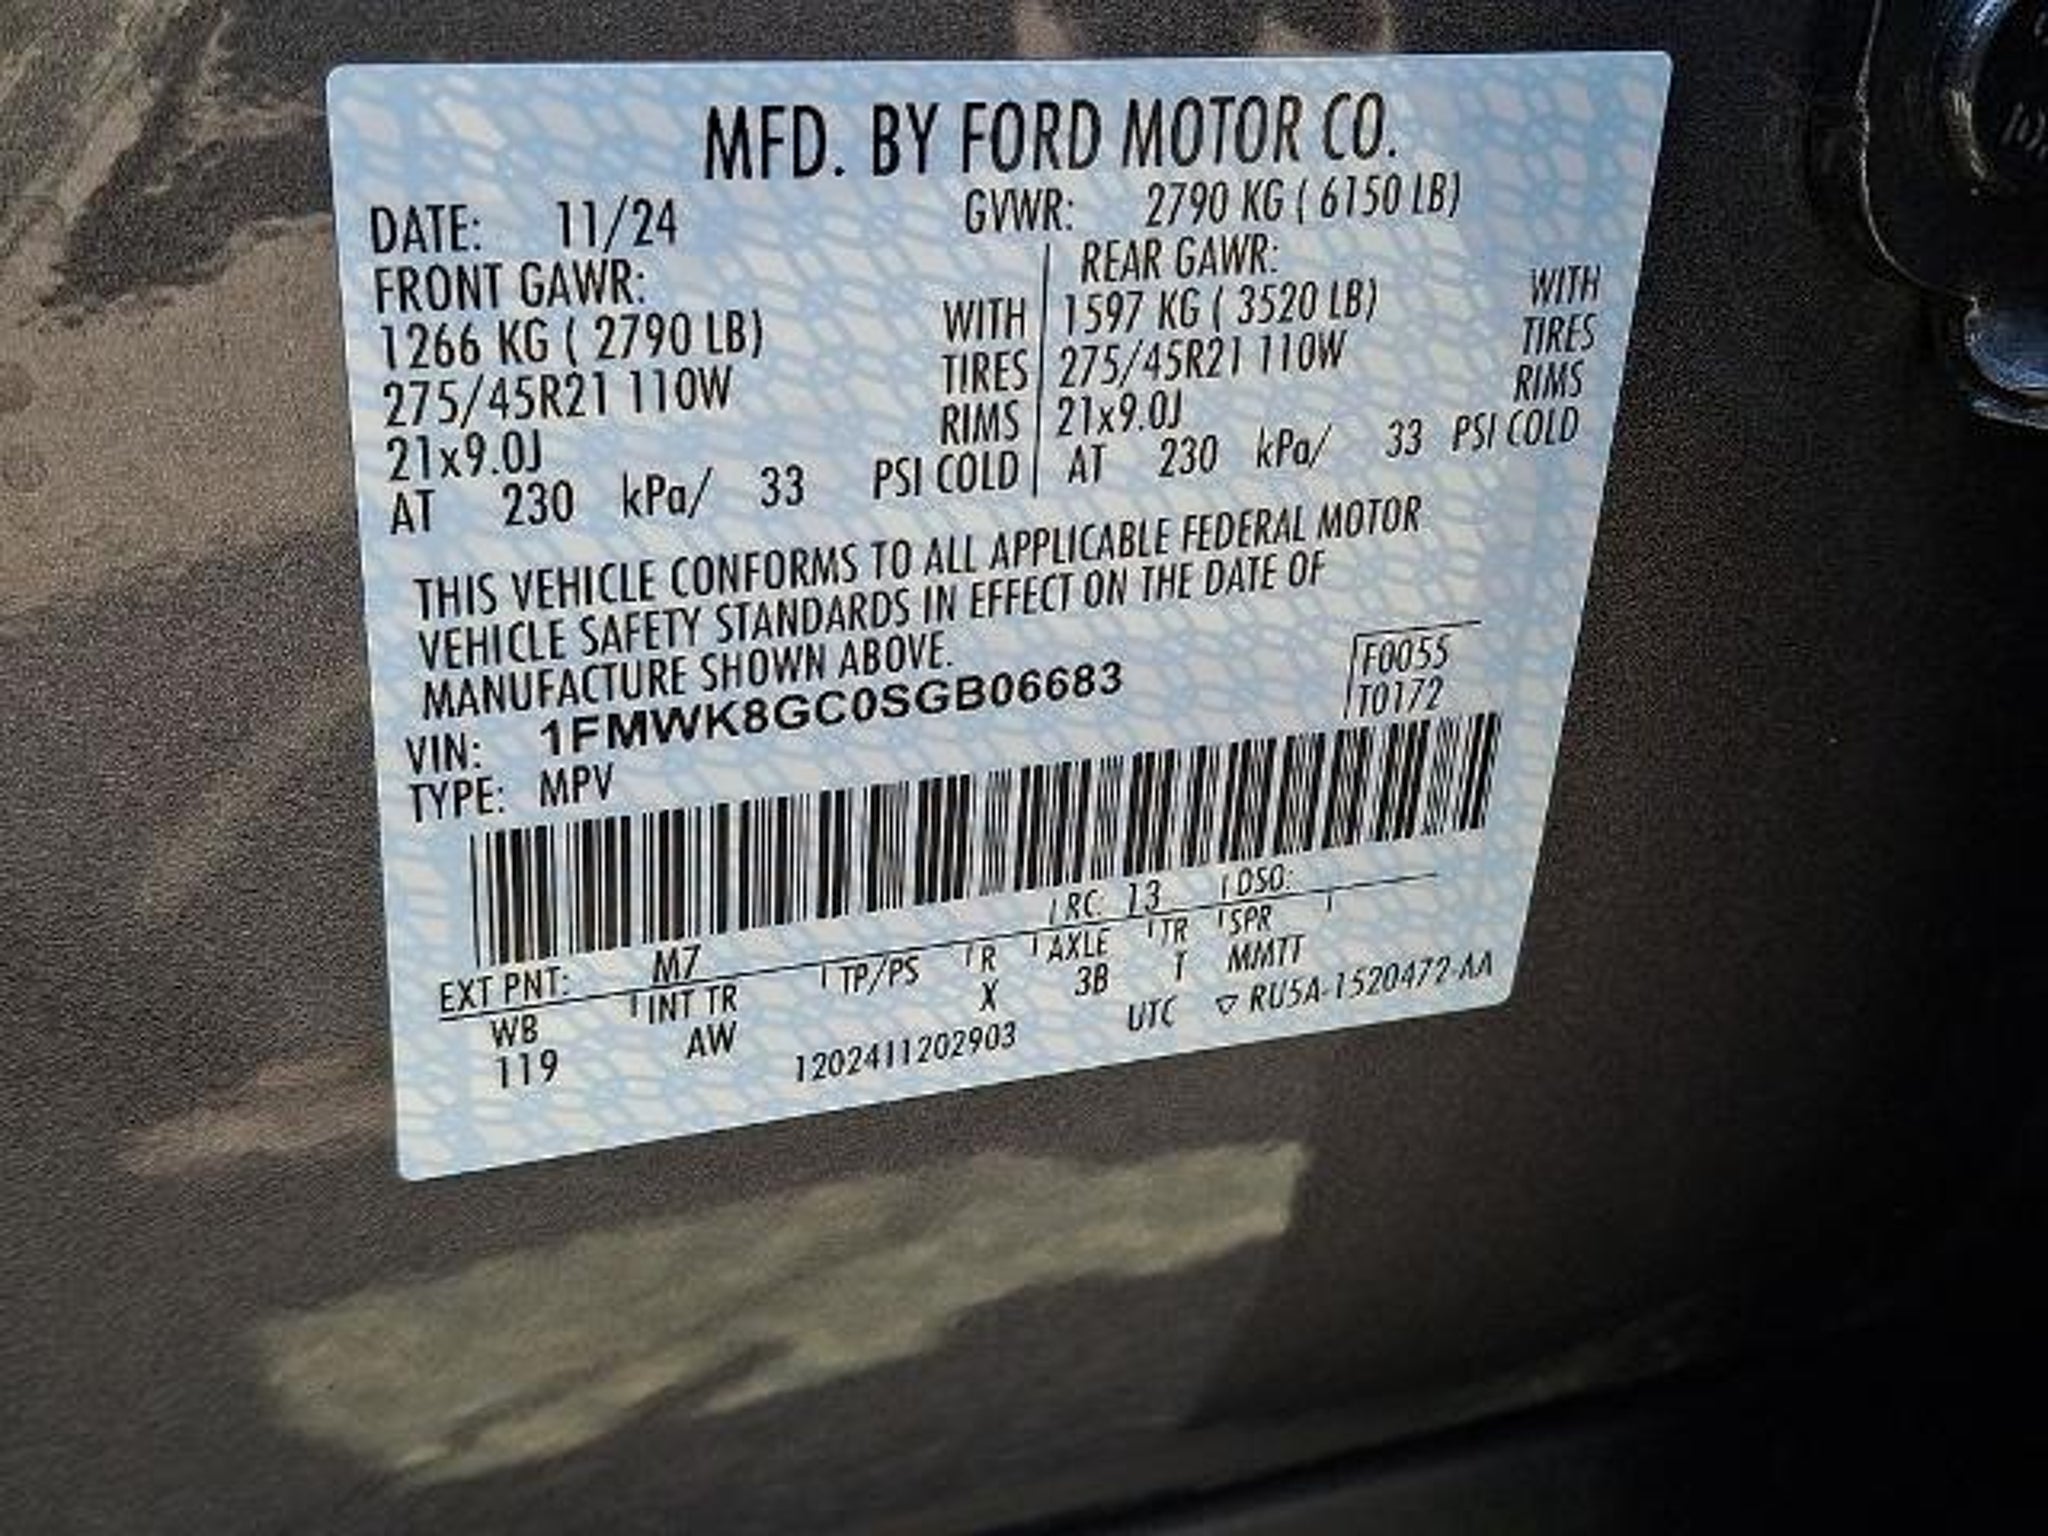 MFD. BY FORD MOTOR CO.
DATE: 11/24 GVWR: 2790 KG ( 6150 LB)
FRONT GAWR: REAR GAWR:
1266 KG ( 2790 LB) WITH 1597 KG ( 3520 LB) WITH
275/45R21 110W TIRES 275/45R21 110W TIRES
21x9.0J RIMS 21x9.0J RIMS
AT 230 kPa/ 33 PSI COLD AT 230 kPa/ 33 PSI COLD
THIS VEHICLE CONFORMS TO ALL APPLICABLE FEDERAL MOTOR
VEHICLE SAFETY STANDARDS IN EFFECT ON THE DATE OF
MANUFACTURE SHOWN ABOVE.
F0055
VIN: 1FMWK8GC0SGB06683
T0172
TYPE: MPV
EXT PNT: M7 RC: 13 DSO:
WB INT TR TP/PS R AXLE TR SPR
119 AW X 3B T MMTT
1202411202903 UTC ▽ RU5A-1520472-AA